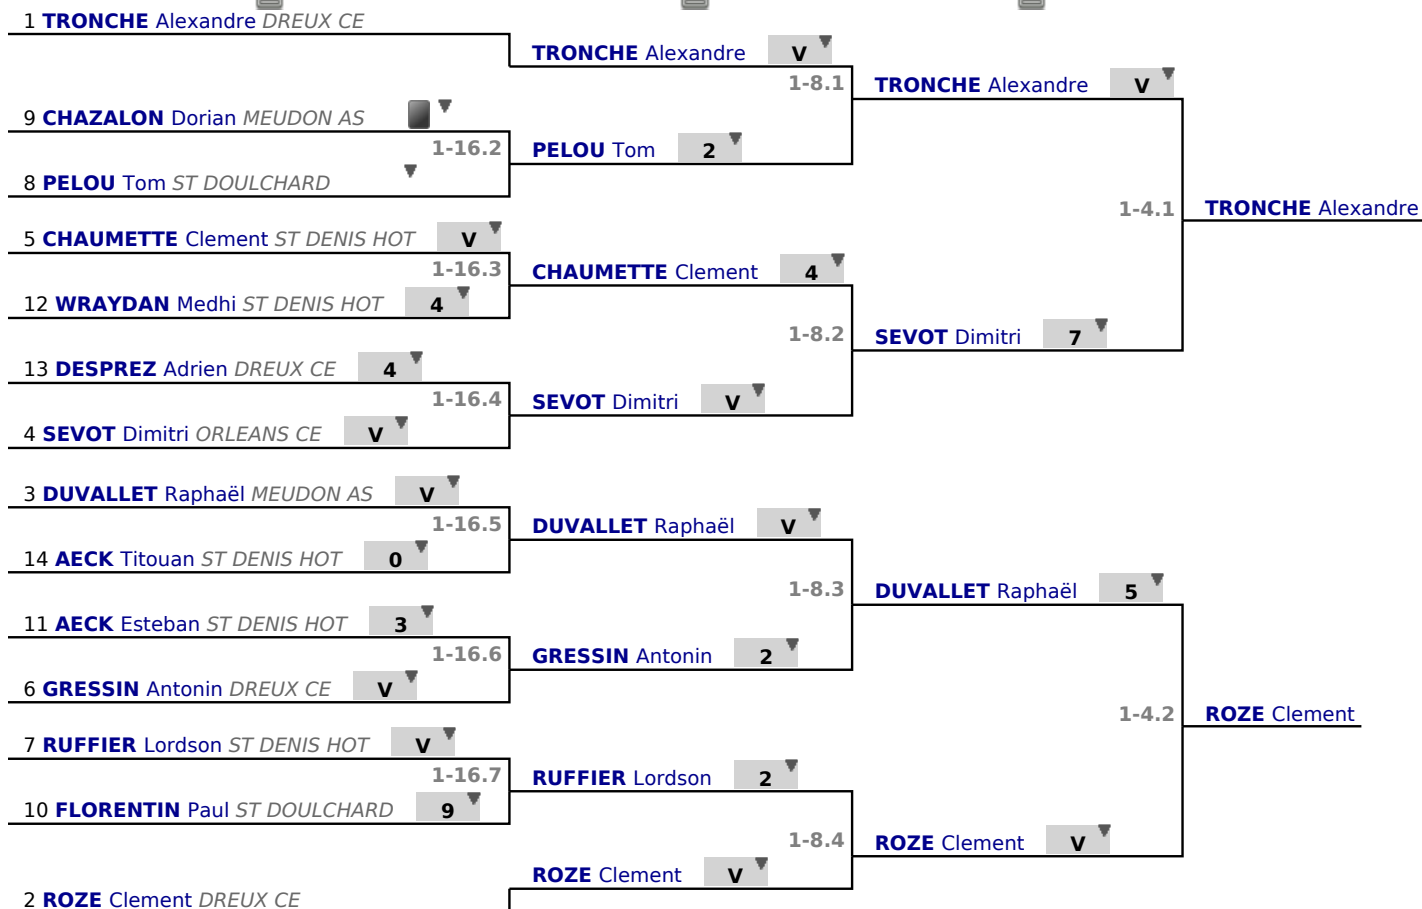 1 TRONCHE Alexandre DREUX CE
TRONCHE Alexandre V
1-8.1
TRONCHE Alexandre V
9 CHAZALON Dorian MEUDON AS
1-16.2
PELOU Tom 2
8 PELOU Tom ST DOULCHARD
1-4.1
TRONCHE Alexandre
5 CHAUMETTE Clement ST DENIS HOT V
1-16.3
CHAUMETTE Clement 4
12 WRAYDAN Medhi ST DENIS HOT 4
1-8.2
SEVOT Dimitri 7
13 DESPREZ Adrien DREUX CE 4
1-16.4
SEVOT Dimitri V
4 SEVOT Dimitri ORLEANS CE V
3 DUVALLET Raphaël MEUDON AS V
1-16.5
DUVALLET Raphaël V
14 AECK Titouan ST DENIS HOT 0
1-8.3
DUVALLET Raphaël 5
11 AECK Esteban ST DENIS HOT 3
1-16.6
GRESSIN Antonin 2
6 GRESSIN Antonin DREUX CE V
1-4.2
ROZE Clement
7 RUFFIER Lordson ST DENIS HOT V
1-16.7
RUFFIER Lordson 2
10 FLORENTIN Paul ST DOULCHARD 9
1-8.4
ROZE Clement V
ROZE Clement V
2 ROZE Clement DREUX CE